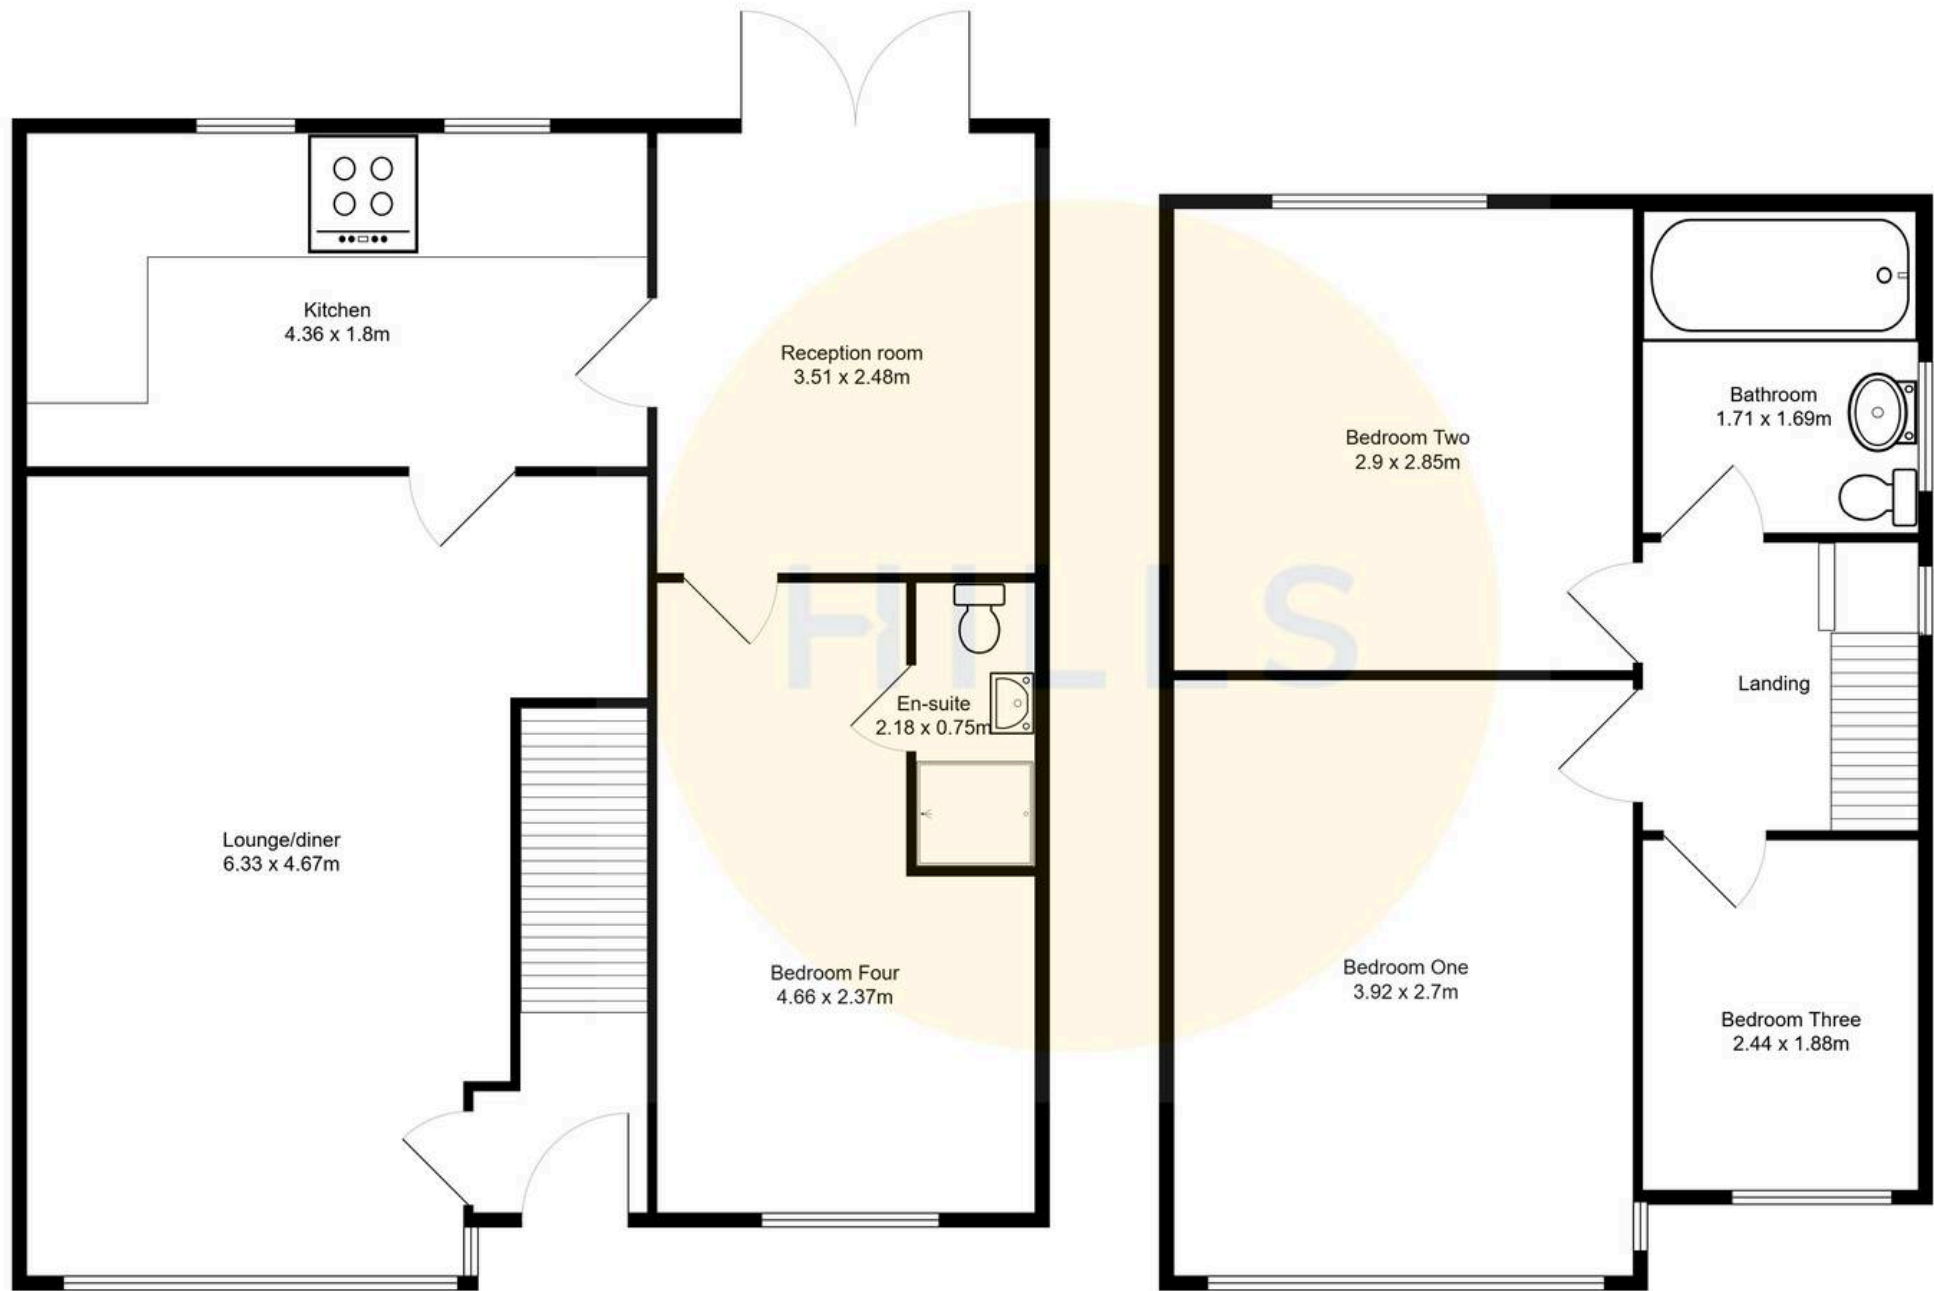 Kitchen
4.36 x 1.8m
Reception room
3.51 x 2.48m
Lounge/diner
6.33 x 4.67m
En-suite
2.18 x 0.75m
Bedroom Four
4.66 x 2.37m
HILLS
Bedroom Two
2.9 x 2.85m
Bathroom
1.71 x 1.69m
Landing
Bedroom One
3.92 x 2.7m
Bedroom Three
2.44 x 1.88m